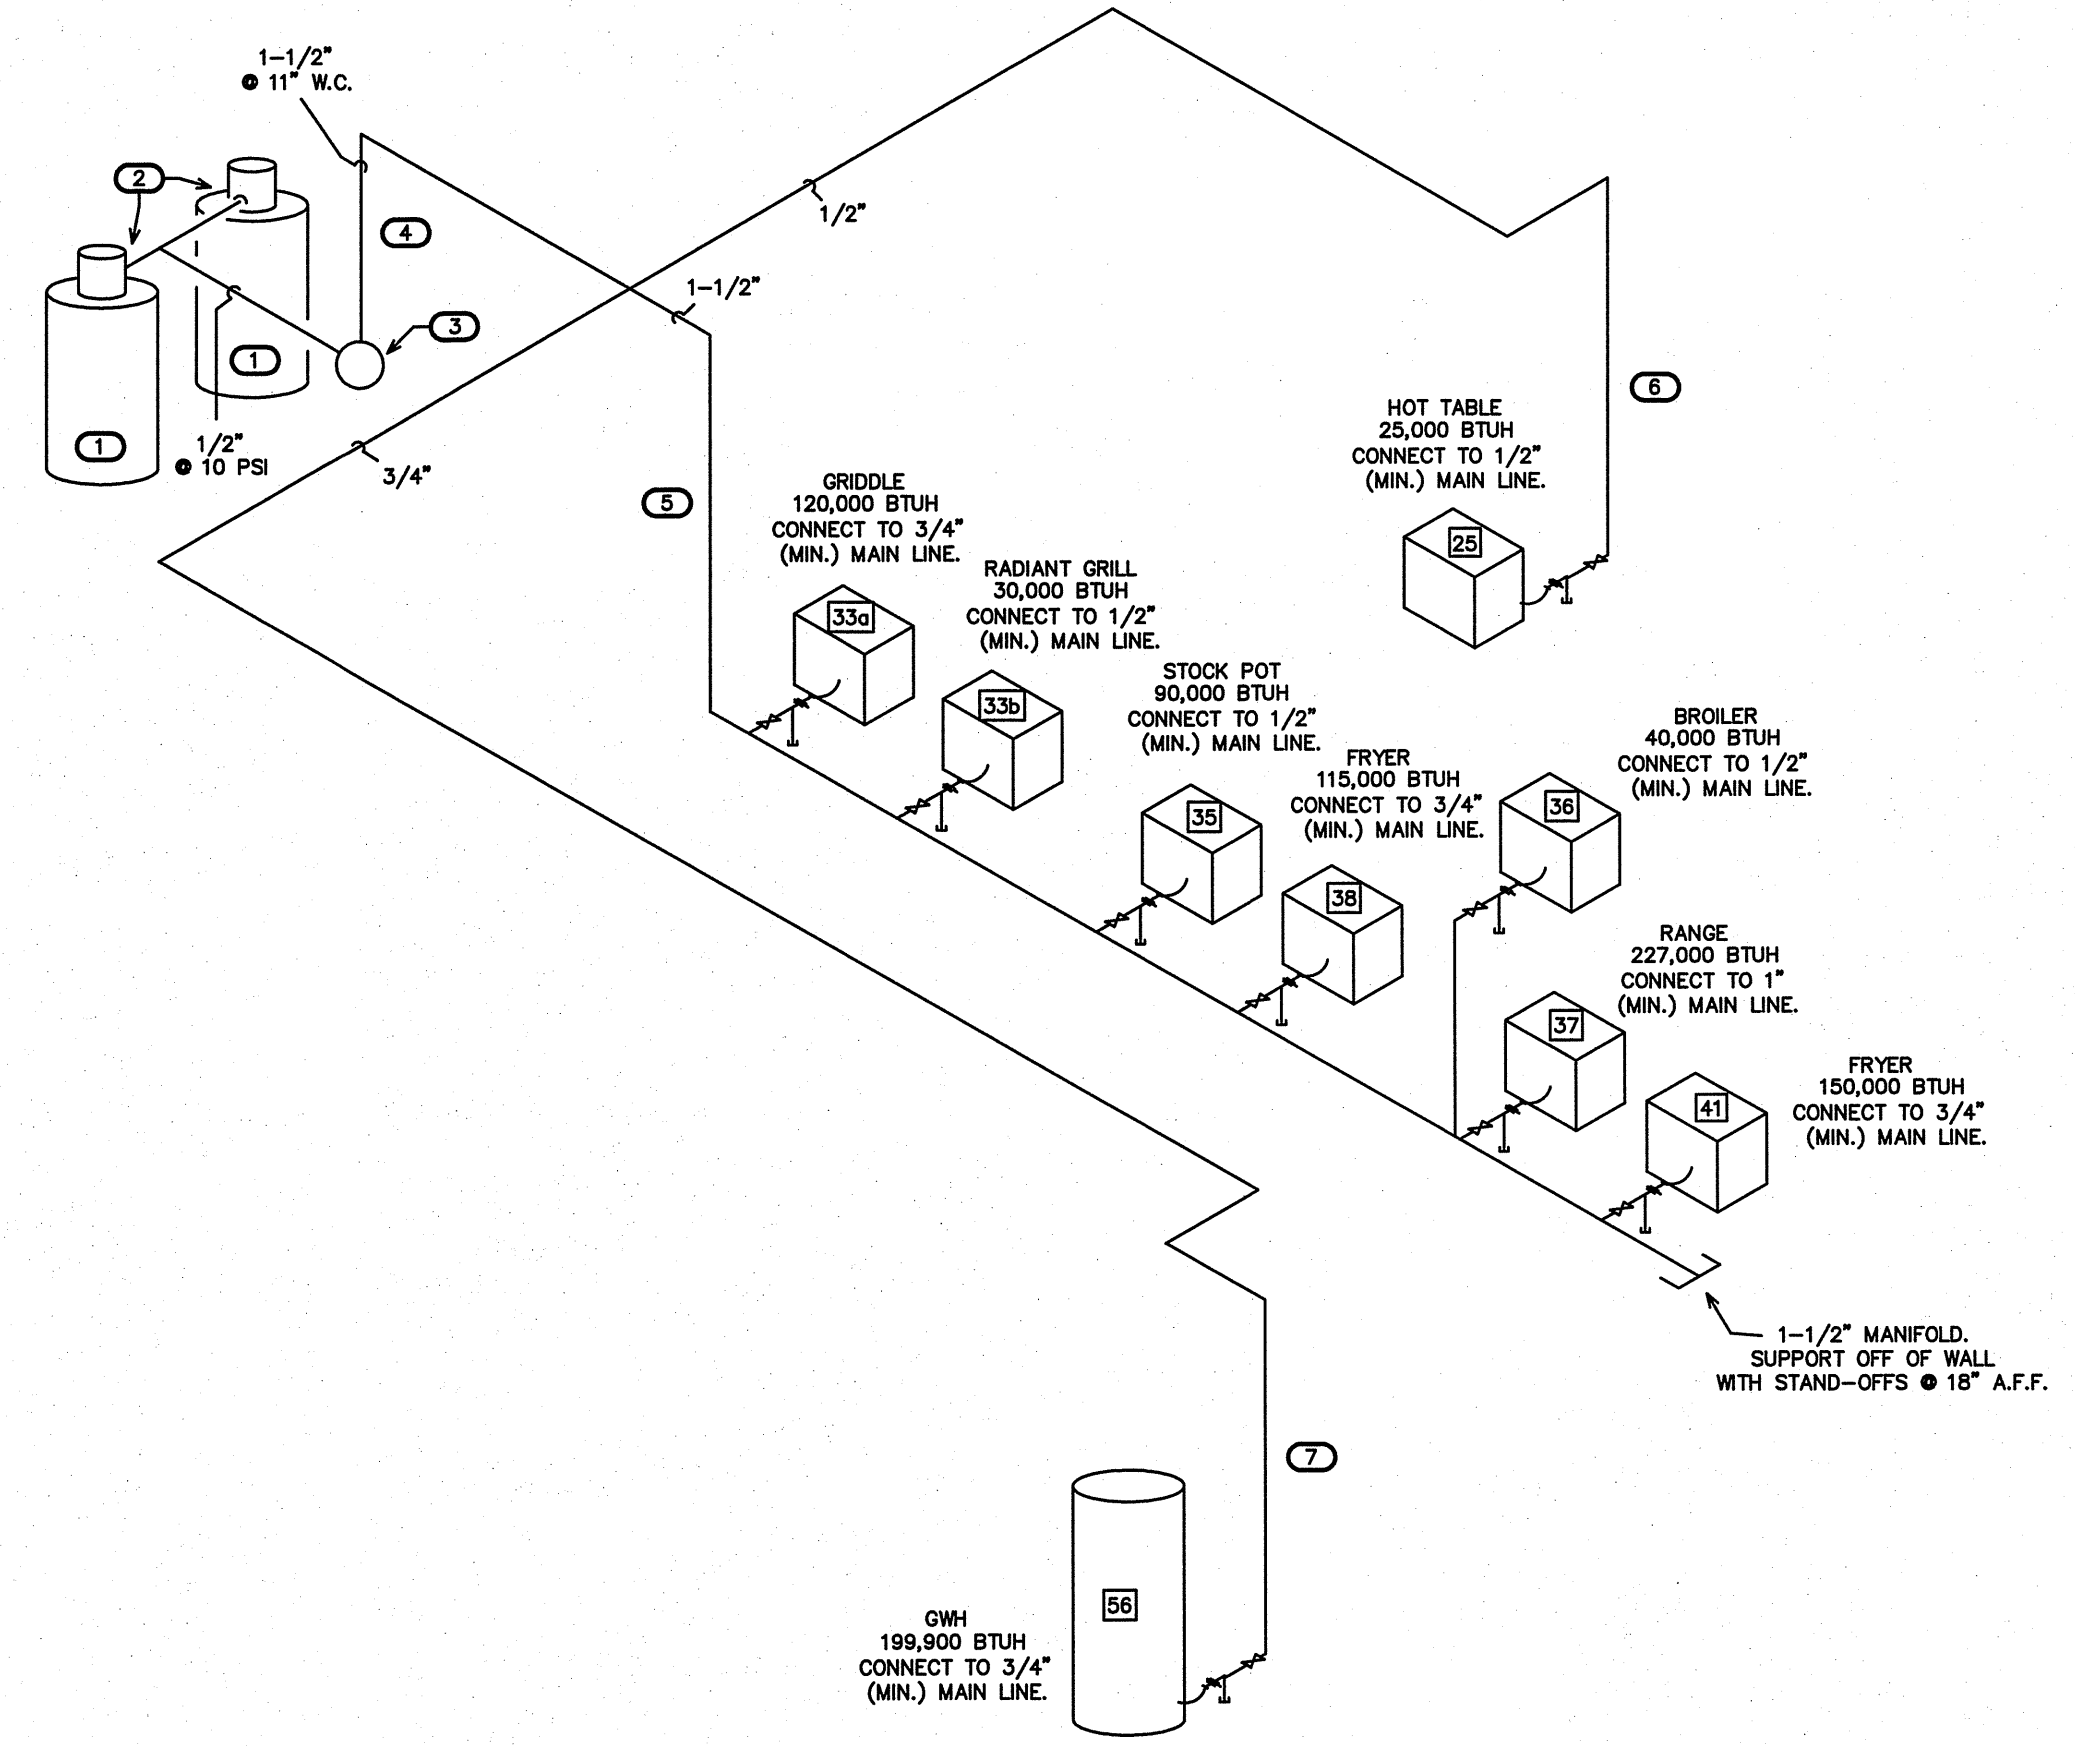 1-1/2"
@ 11" W.C.
2
4
3
1
1
1/2"
@ 10 PSI
3/4"
1/2"
1-1/2"
5
6
HOT TABLE
25,000 BTUH
CONNECT TO 1/2"
(MIN.) MAIN LINE.
25
GRIDDLE
120,000 BTUH
CONNECT TO 3/4"
(MIN.) MAIN LINE.
33a
RADIANT GRILL
30,000 BTUH
CONNECT TO 1/2"
(MIN.) MAIN LINE.
33b
STOCK POT
90,000 BTUH
CONNECT TO 1/2"
(MIN.) MAIN LINE.
35
FRYER
115,000 BTUH
CONNECT TO 3/4"
(MIN.) MAIN LINE.
38
BROILER
40,000 BTUH
CONNECT TO 1/2"
(MIN.) MAIN LINE.
36
RANGE
227,000 BTUH
CONNECT TO 1"
(MIN.) MAIN LINE.
37
FRYER
150,000 BTUH
CONNECT TO 3/4"
(MIN.) MAIN LINE.
41
1-1/2" MANIFOLD.
SUPPORT OFF OF WALL
WITH STAND-OFFS @ 18" A.F.F.
7
56
GWH
199,900 BTUH
CONNECT TO 3/4"
(MIN.) MAIN LINE.